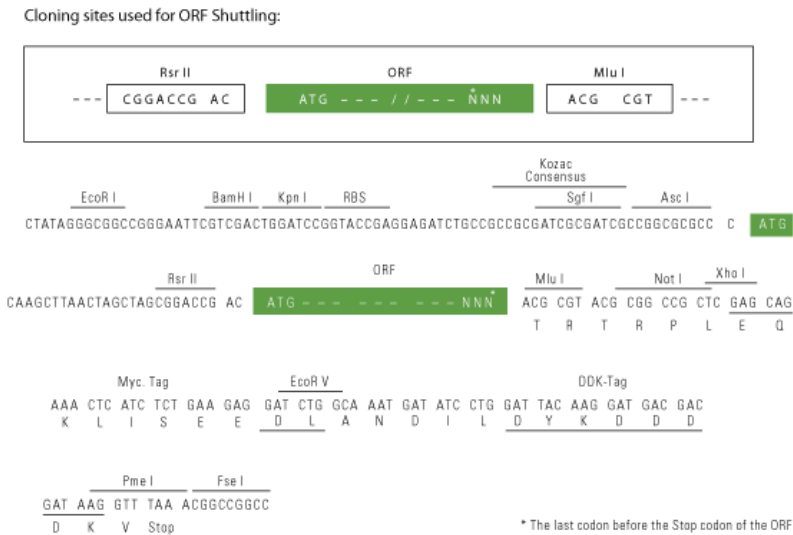 Cloning sites used for ORF Shuttling:
Rsr II ORF Mlu I
--- CGGACCG AC ATG --- // --- N*NN ACG CGT ---
Kozac
Consensus
EcoR I BamH I Kpn I RBS Sgf I Asc I
CTATAGGGCGGCCGGGAATTCGTCGACTGGATCCGGTACCGAGGAGATCTGCCGCCGCGATCGCGATCGCCGGCGCGCC C ATG
Rsr II ORF Mlu I Not I Xho I
CAAGCTTAACTAGCTAGCGGACCG AC ATG --- --- --- NNN* ACG CGT ACG CGG CCG CTC GAG CAG
T R T R P L E Q
Myc. Tag EcoR V DDK-Tag
AAA CTC ATC TCT GAA GAG GAT CTG GCA AAT GAT ATC CTG GAT TAC AAG GAT GAC GAC
K L I S E E D L A N D I L D Y K D D D
Pme I Fse I
GAT AAG GTT TAA ACGGCCGGCC
D K V Stop
* The last codon before the Stop codon of the ORF